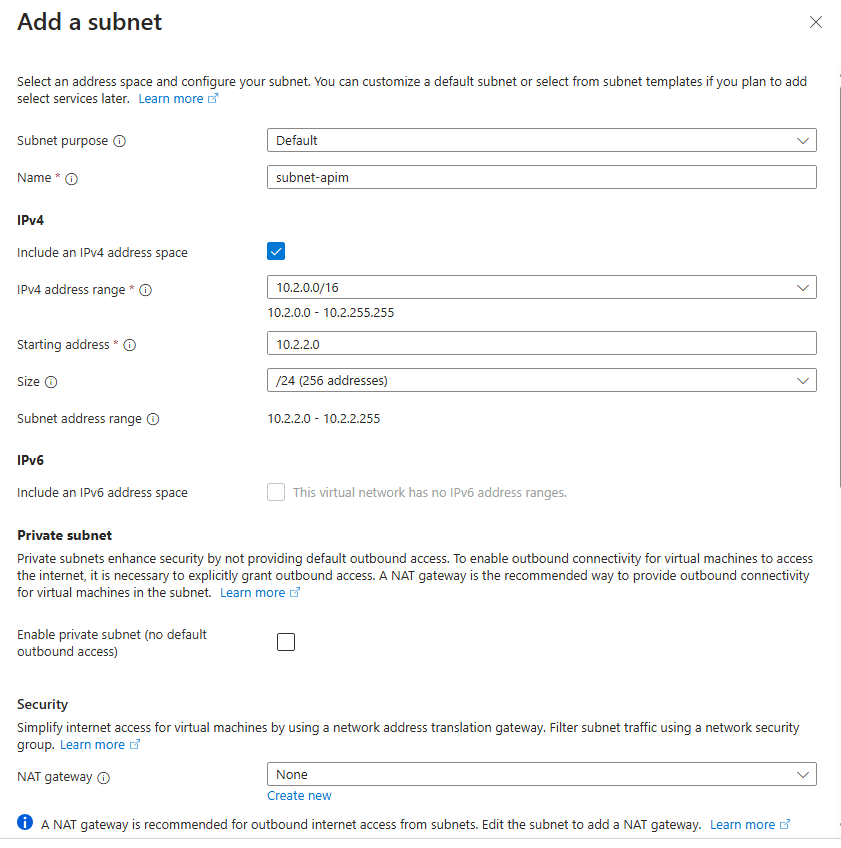 Add a subnet
Select an address space and configure your subnet. You can customize a default subnet or select from subnet templates if you plan to add
select services later. Learn more
Subnet purpose
Default
Name *
subnet-apim
IPv4
Include an IPv4 address space
IPv4 address range *
10.2.0.0/16
10.2.0.0 - 10.2.255.255
Starting address *
10.2.2.0
Size
/24 (256 addresses)
Subnet address range
10.2.2.0 - 10.2.2.255
IPv6
Include an IPv6 address space
This virtual network has no IPv6 address ranges.
Private subnet
Private subnets enhance security by not providing default outbound access. To enable outbound connectivity for virtual machines to access
the internet, it is necessary to explicitly grant outbound access. A NAT gateway is the recommended way to provide outbound connectivity
for virtual machines in the subnet. Learn more
Enable private subnet (no default
outbound access)
Security
Simplify internet access for virtual machines by using a network address translation gateway. Filter subnet traffic using a network security
group. Learn more
NAT gateway
None
Create new
A NAT gateway is recommended for outbound internet access from subnets. Edit the subnet to add a NAT gateway. Learn more